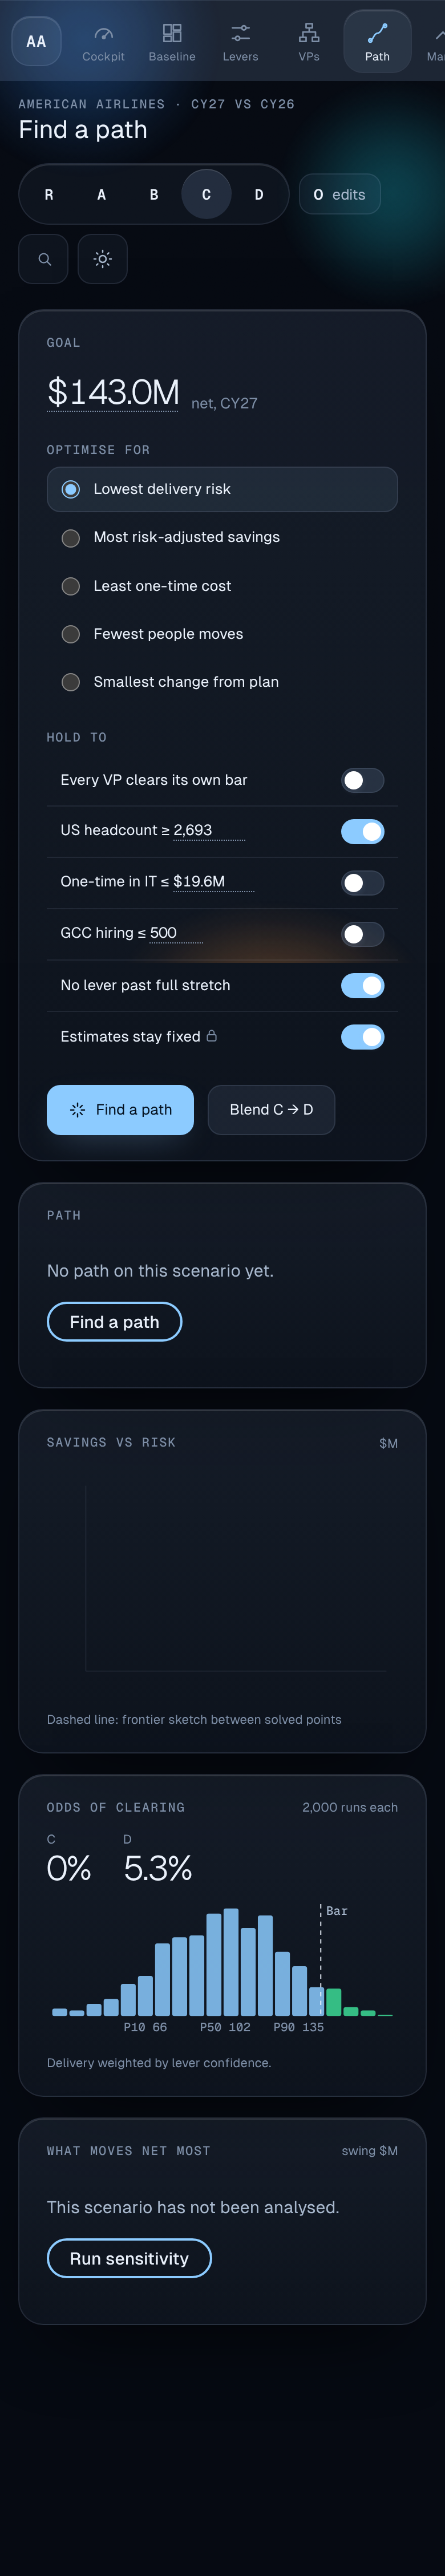 AA
Cockpit
Baseline
Levers
VPs
Path
AMERICAN AIRLINES · CY27 VS CY26
Find a path
R A B C D
0 edits
GOAL
$143.0M net, CY27
OPTIMISE FOR
Lowest delivery risk
Most risk-adjusted savings
Least one-time cost
Fewest people moves
Smallest change from plan
HOLD TO
Every VP clears its own bar
US headcount ≥ 2,693
One-time in IT ≤ $19.6M
GCC hiring ≤ 500
No lever past full stretch
Estimates stay fixed
Find a path
Blend C → D
PATH
No path on this scenario yet.
Find a path
SAVINGS VS RISK $M
Dashed line: frontier sketch between solved points
ODDS OF CLEARING 2,000 runs each
C D
0% 5.3%
Bar
P10 66 P50 102 P90 135
Delivery weighted by lever confidence.
WHAT MOVES NET MOST swing $M
This scenario has not been analysed.
Run sensitivity